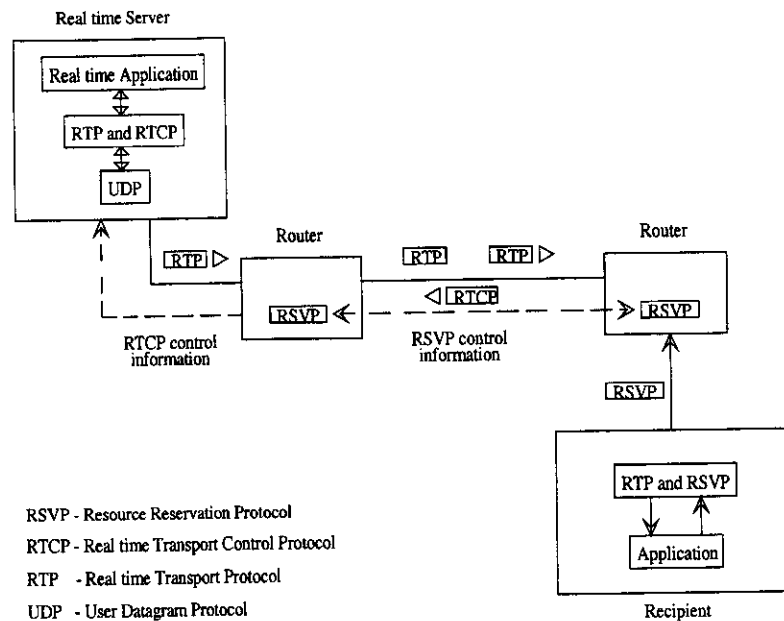 Real time Server
Real time Application
RTP and RTCP
UDP
RTP
Router
RTP
RTP
Router
RTCP
RSVP
RSVP
RTCP control
information
RSVP control
information
RSVP
RTP and RSVP
Application
Recipient
RSVP - Resource Reservation Protocol
RTCP - Real time Transport Control Protocol
RTP - Real time Transport Protocol
UDP - User Datagram Protocol